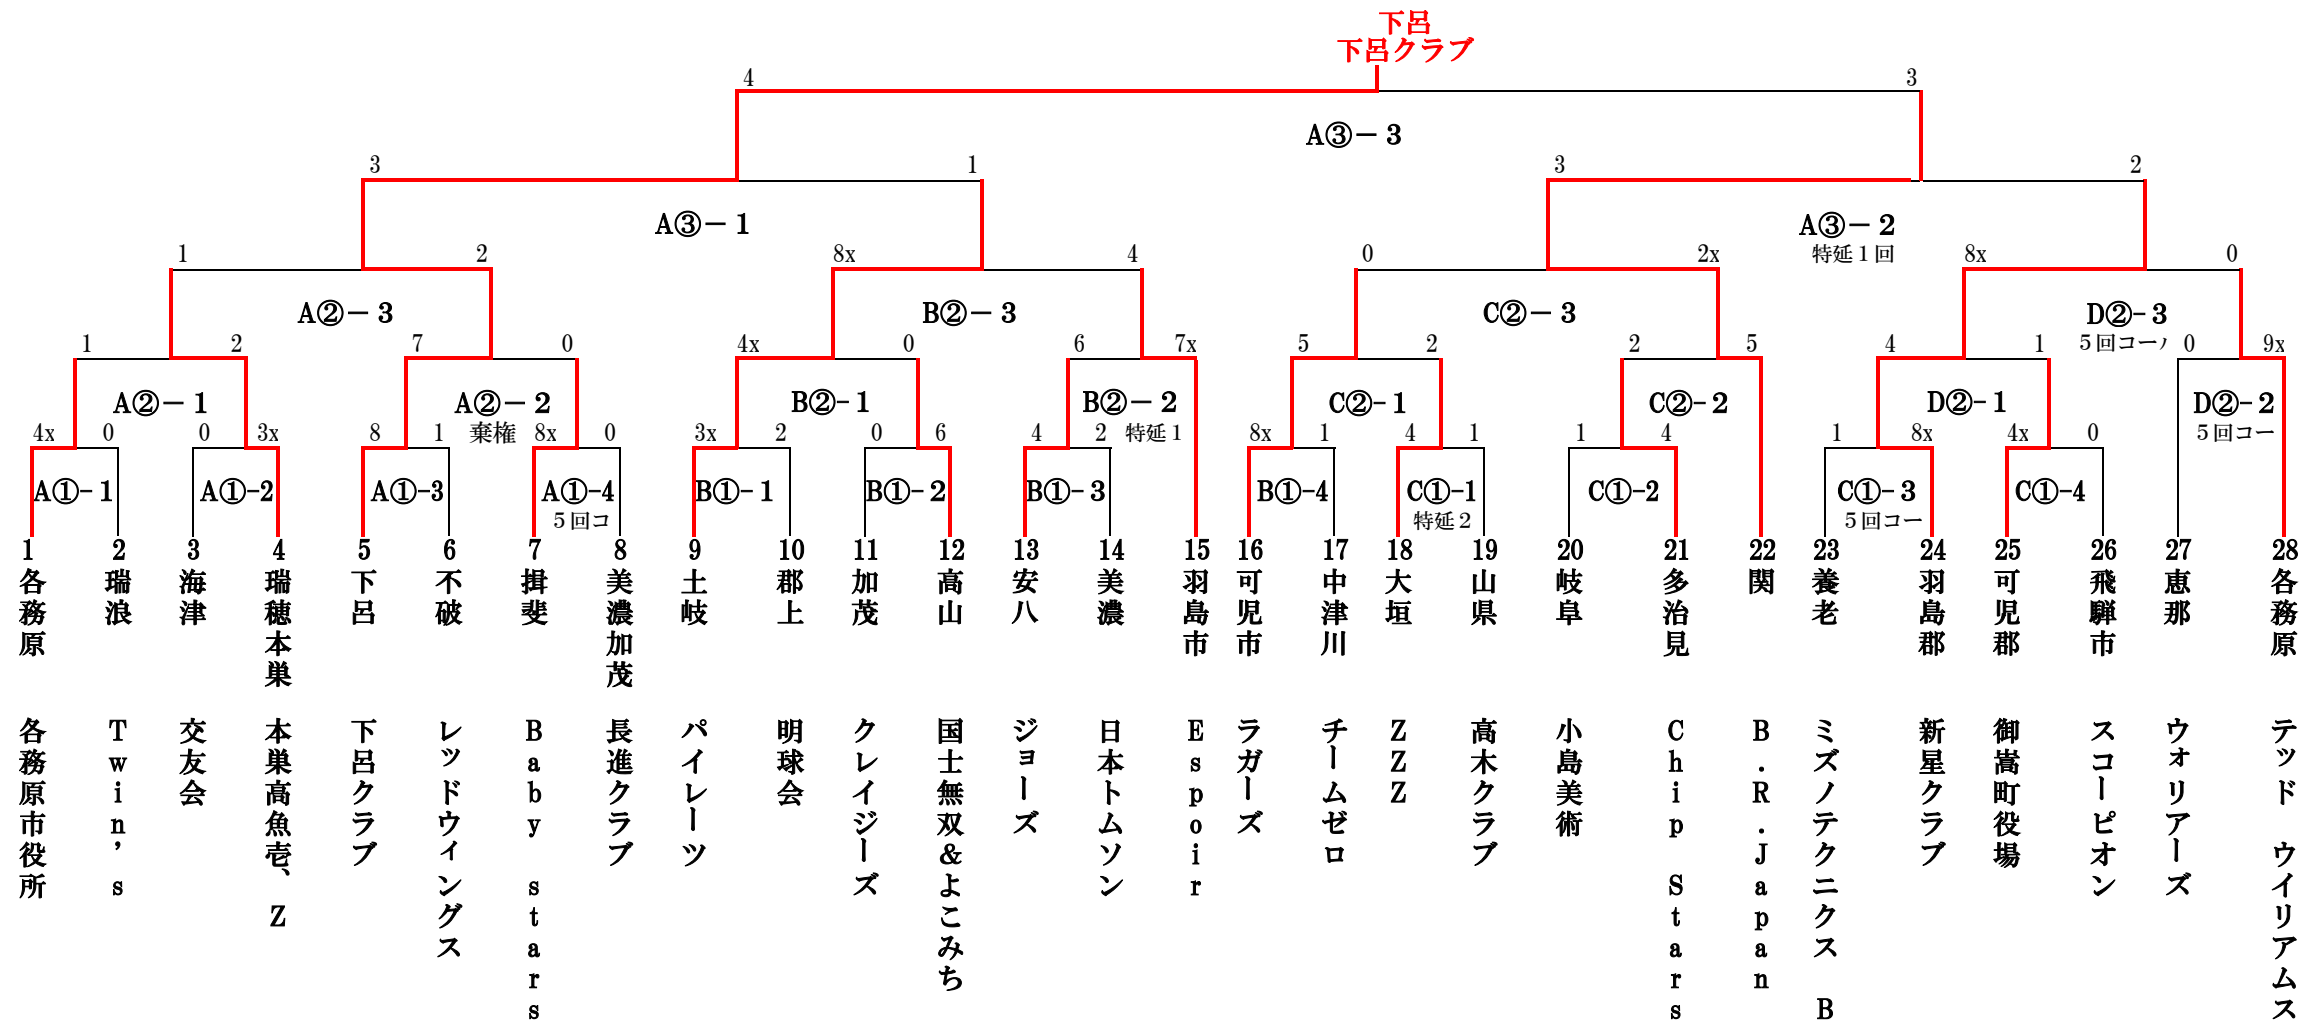 下呂
下呂クラブ
4 3
A③－３
3 1 3 2
A③－１ A③－２
特延１回
1 2 8x 4 0 2x 8x 0
A②－３ B②－３ C②－３ D②-３
５回コー
1 2 7 0 4x 0 6 7x 5 2 2 5 4 1 0 9x
A②－１ A②－２ B②-１ B②－２ C②-１ C②-２ D②-１ D②-２
棄権 特延１ ５回コー
4x 0 0 3x 8 1 8x 0 3x 2 0 6 4 2 8x 1 4 1 1 4 1 8x 4x 0
A①-１ A①-2 A①-3 A①-4 B①-１ B①-２ B①-３ B①-4 C①-1 C①-2 C①-３ C①-4
５回コ 特延２ ５回コー
1 2 3 4 5 6 7 8 9 10 11 12 13 14 15 16 17 18 19 20 21 22 23 24 25 26 27 28
各務原
瑞浪
海津
瑞穂本巣
下呂
不破
揖斐
美濃加茂
土岐
郡上
加茂
高山
安八
美濃
羽島市
可児市
中津川
大垣
山県
岐阜
多治見
関
養老
羽島郡
可児郡
飛騨市
恵那
各務原
各務原市役所
Twin’s
交友会
本巣高魚壱、Z
下呂クラブ
レッドウィングス
Baby stars
長進クラブ
パイレーツ
明球会
クレイジーズ
国士無双＆よこみち
ジョーズ
日本トムソン
Espoir
ラガーズ
チームゼロ
ZZZ
高木クラブ
小島美術
Chip Stars
B.R.Japan
ミズノテクニクス B
新星クラブ
御嵩町役場
スコーピオン
ウォリアーズ
テッド ウイリアムス